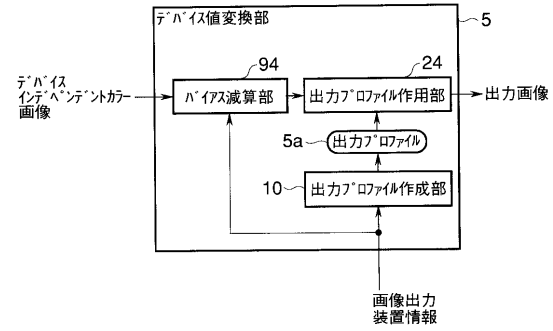 デバイス値変換部
5
94
24
デバイス
インデペンデントカラー
画像
バイアス減算部
出力プロファイル作用部
出力画像
5a
出力プロファイル
10
出力プロファイル作成部
画像出力
装置情報